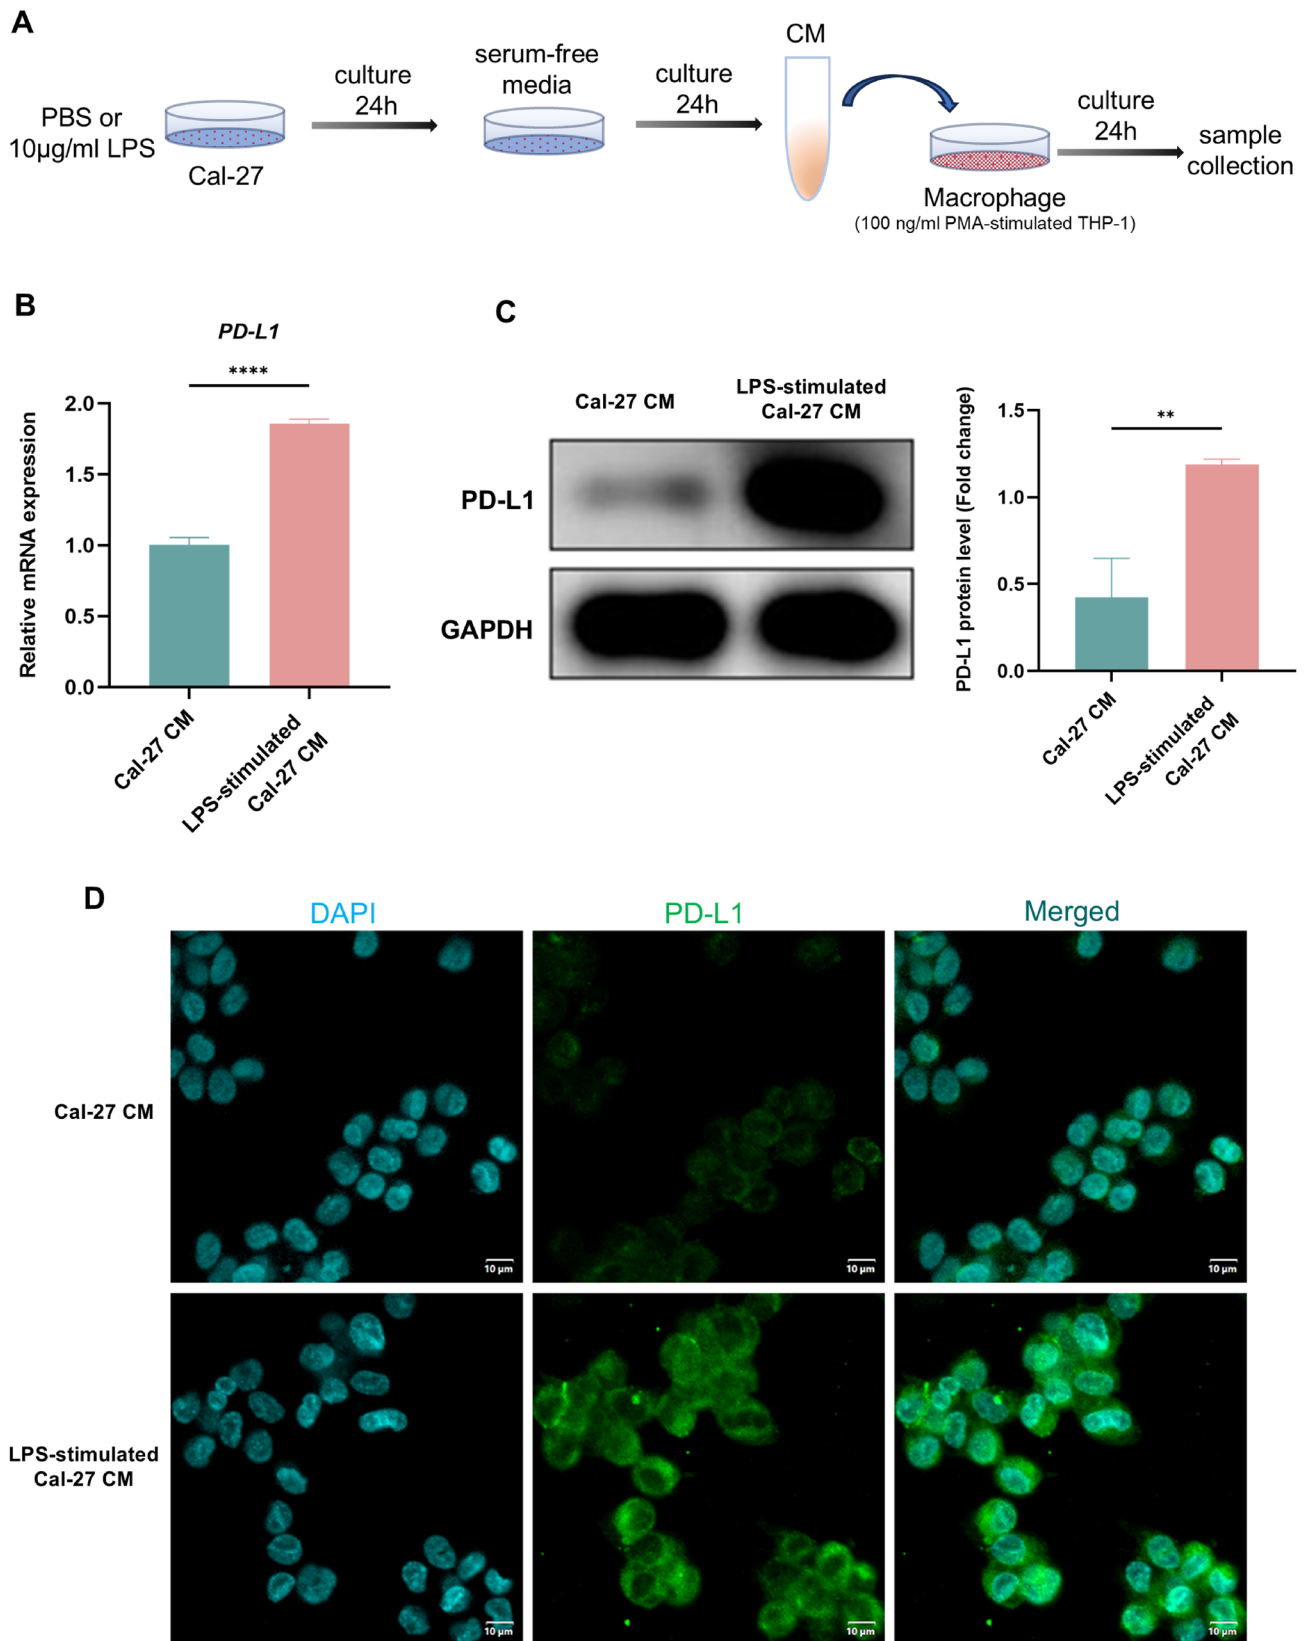 A
PBS or
10μg/ml LPS
Cal-27
culture
24h
serum-free
media
culture
24h
CM
Macrophage
(100 ng/ml PMA-stimulated THP-1)
culture
24h
sample
collection
B
PD-L1
****
Relative mRNA expression
2.0
1.5
1.0
0.5
0.0
Cal-27 CM
LPS-stimulated
Cal-27 CM
C
Cal-27 CM
LPS-stimulated
Cal-27 CM
PD-L1
GAPDH
PD-L1 protein level (Fold change)
1.5
1.0
0.5
0.0
**
Cal-27 CM
LPS-stimulated
Cal-27 CM
D
DAPI
PD-L1
Merged
Cal-27 CM
10 μm
10 μm
10 μm
LPS-stimulated
Cal-27 CM
10 μm
10 μm
10 μm